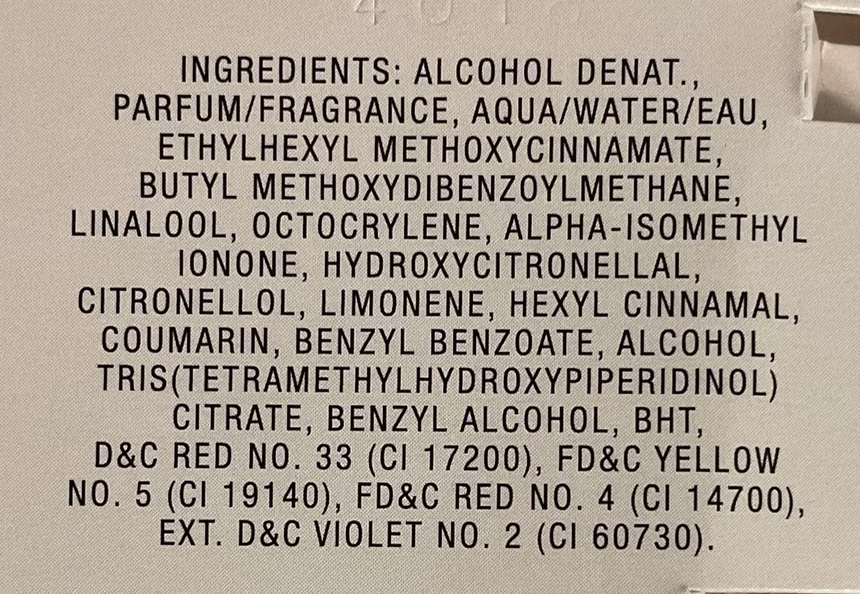 INGREDIENTS: ALCOHOL DENAT.,
PARFUM/FRAGRANCE, AQUA/WATER/EAU,
ETHYLHEXYL METHOXYCINNAMATE,
BUTYL METHOXYDIBENZOYLMETHANE,
LINALOOL, OCTOCRYLENE, ALPHA-ISOMETHYL
IONONE, HYDROXYCITRONELLAL,
CITRONELLOL, LIMONENE, HEXYL CINNAMAL,
COUMARIN, BENZYL BENZOATE, ALCOHOL,
TRIS(TETRAMETHYLHYDROXYPIPERIDINOL)
CITRATE, BENZYL ALCOHOL, BHT,
D&C RED NO. 33 (CI 17200), FD&C YELLOW
NO. 5 (CI 19140), FD&C RED NO. 4 (CI 14700),
EXT. D&C VIOLET NO. 2 (CI 60730).